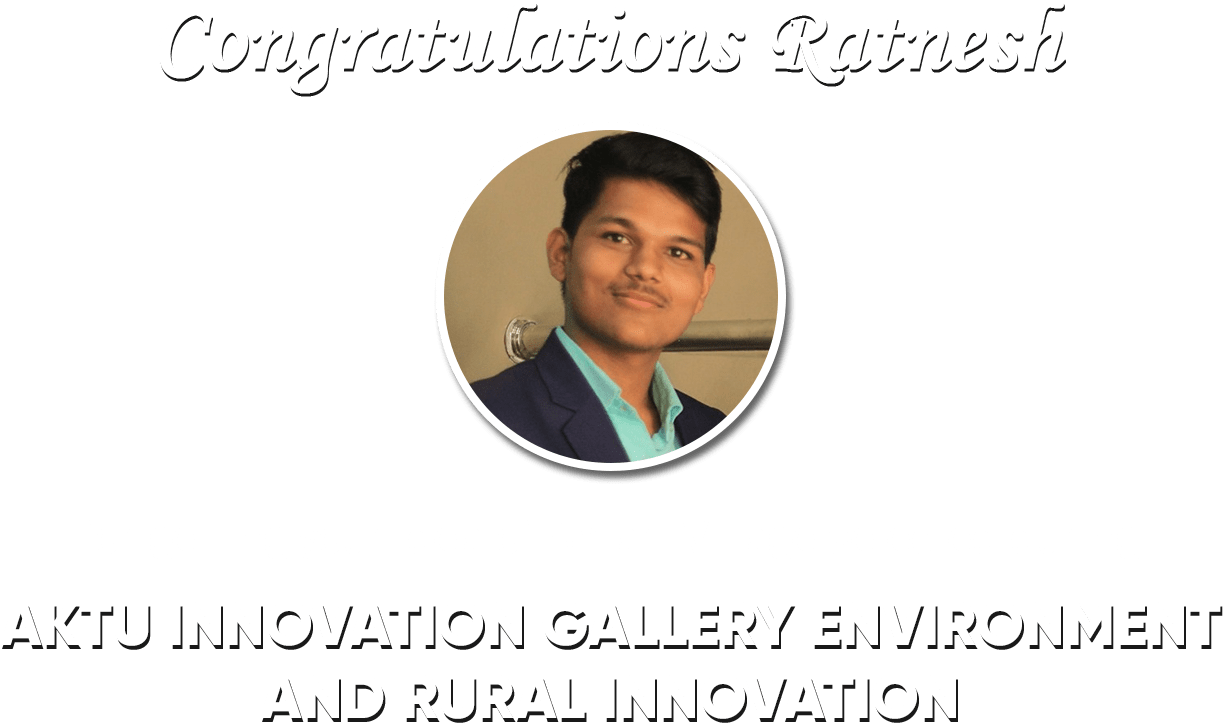 Congratulations Ratnesh
AKTU INNOVATION GALLERY ENVIRONMENT
AND RURAL INNOVATION